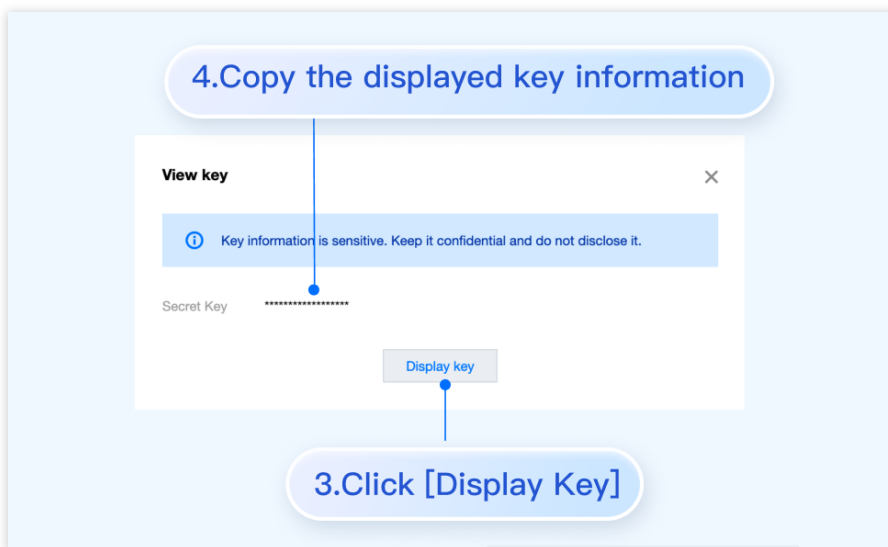 4.Copy the displayed key information
View key
Key information is sensitive. Keep it confidential and do not disclose it.
Secret Key ******************
Display key
3.Click [Display Key]